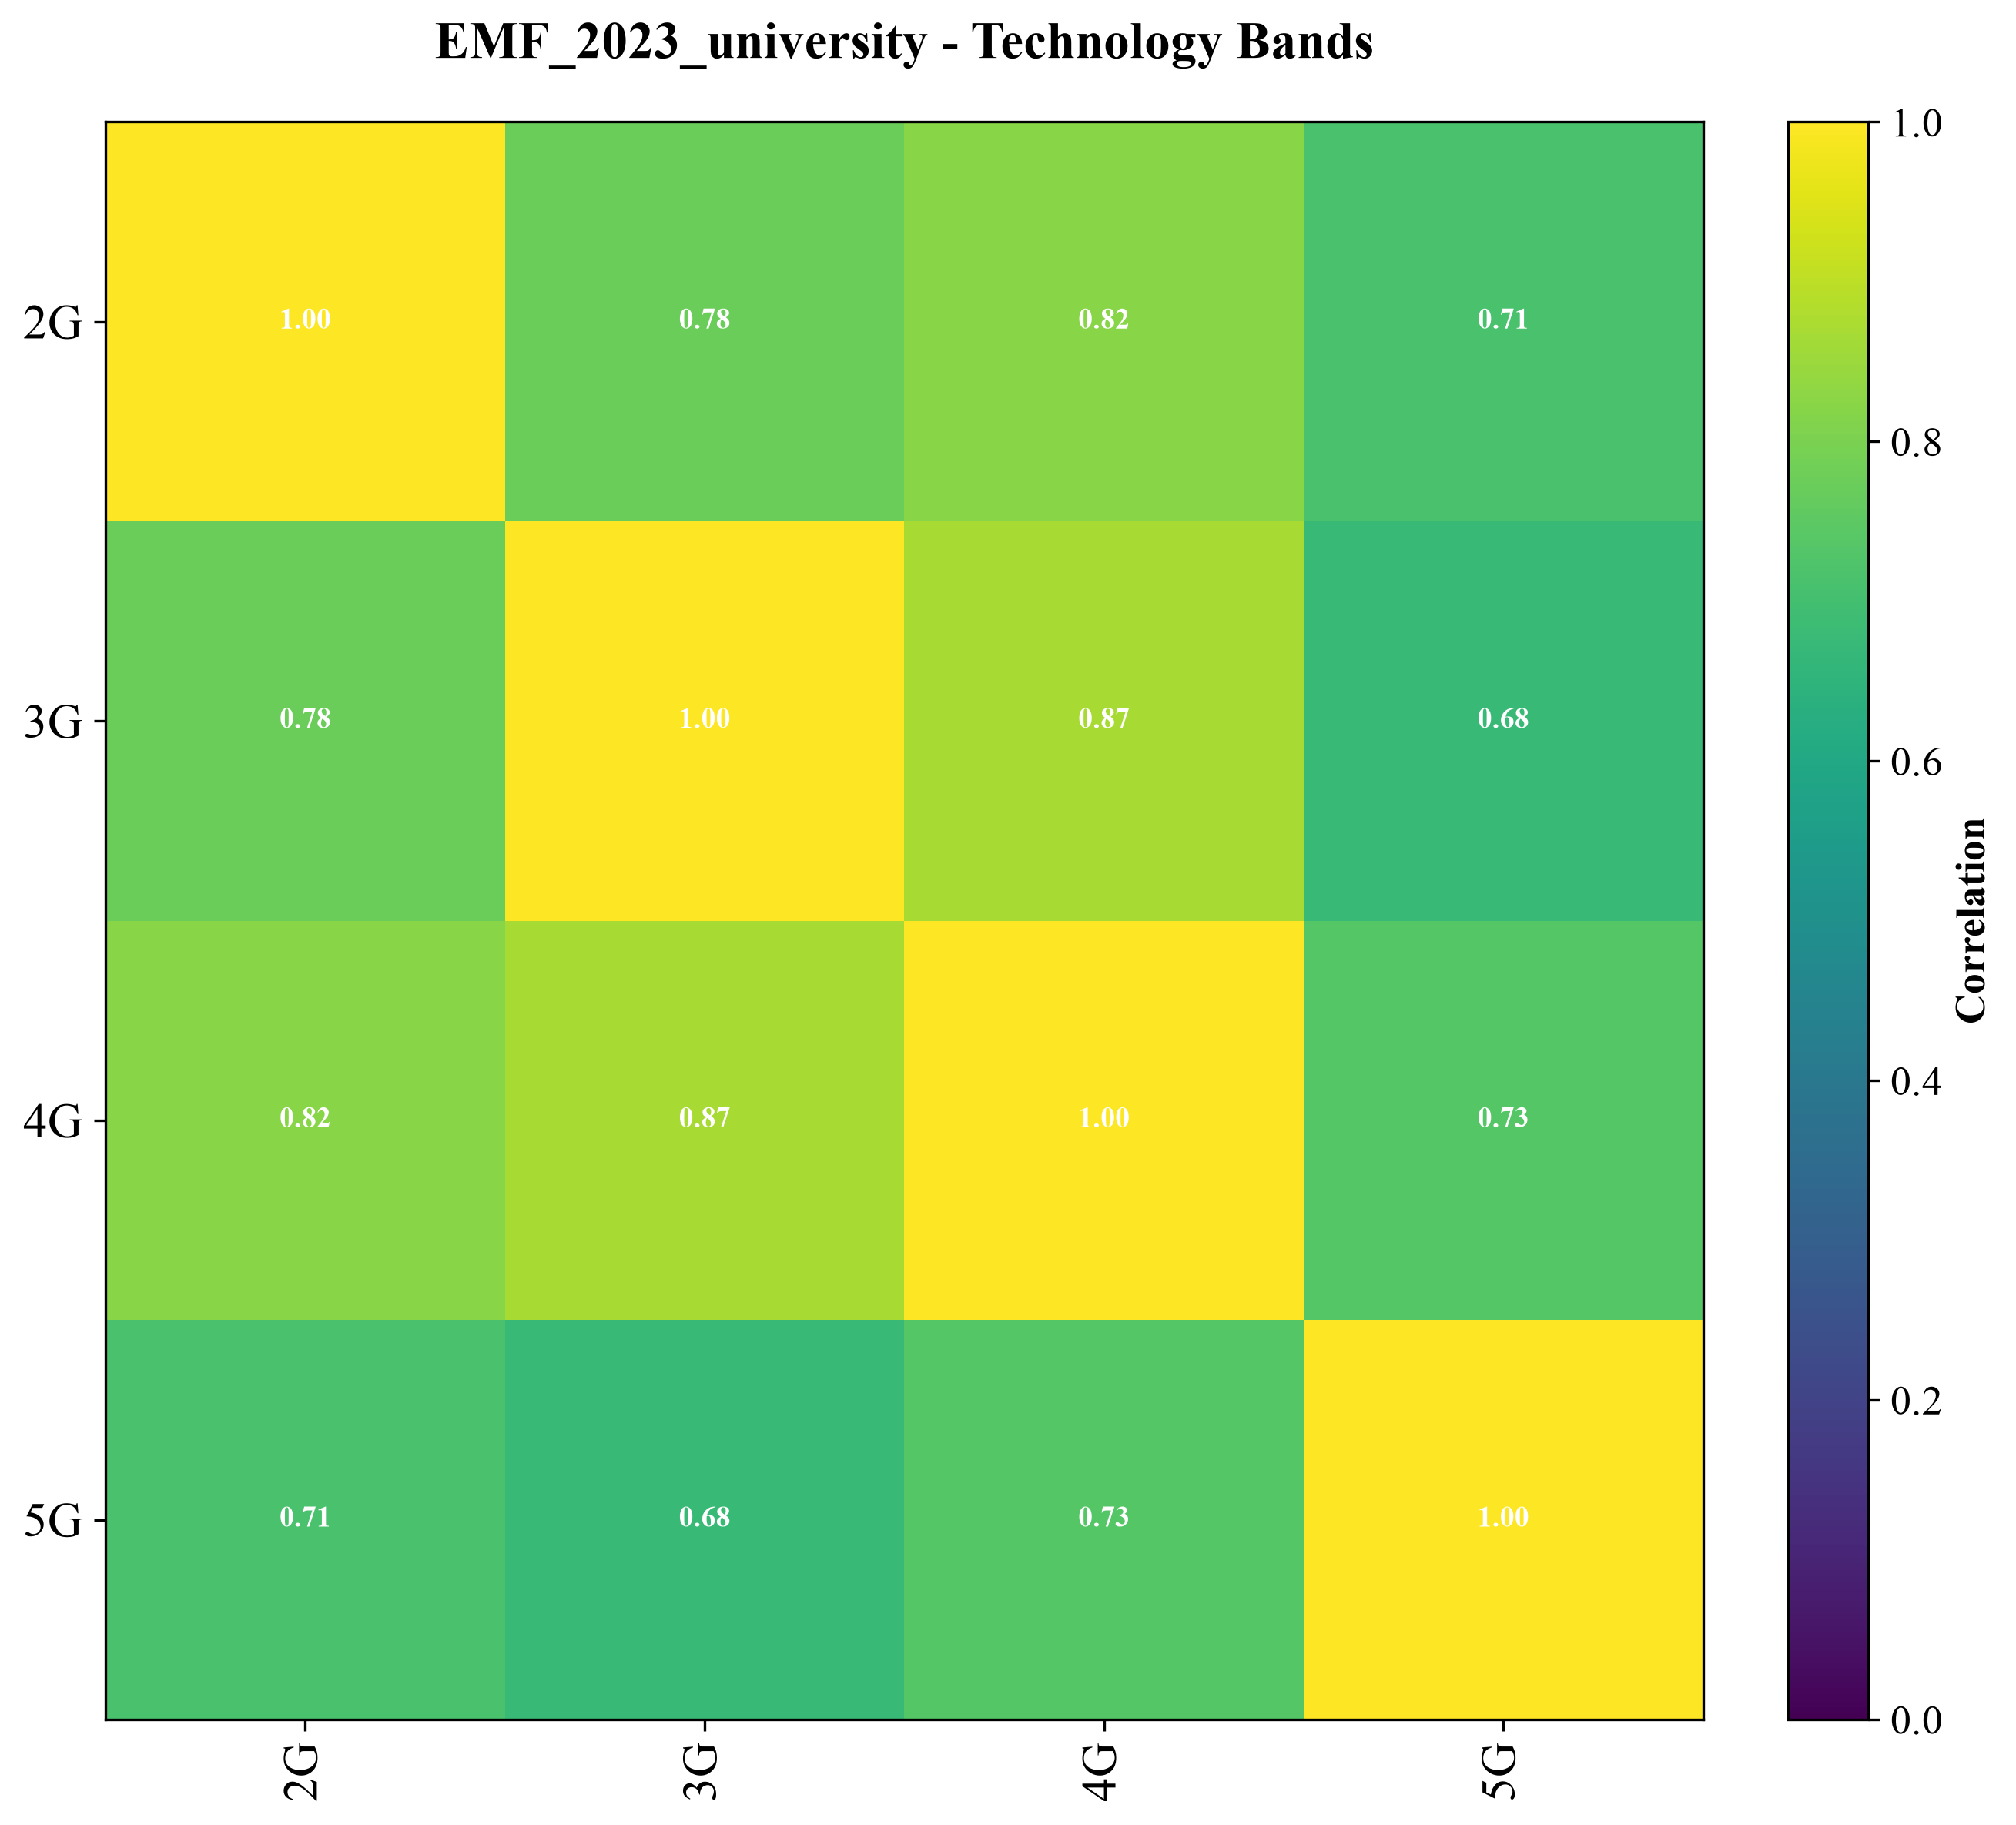 EMF_2023_university - Technology Bands
2G 1.00 0.78 0.82 0.71
3G 0.78 1.00 0.87 0.68
4G 0.82 0.87 1.00 0.73
5G 0.71 0.68 0.73 1.00
2G 3G 4G 5G
1.0
0.8
0.6
0.4
0.2
0.0
Correlation